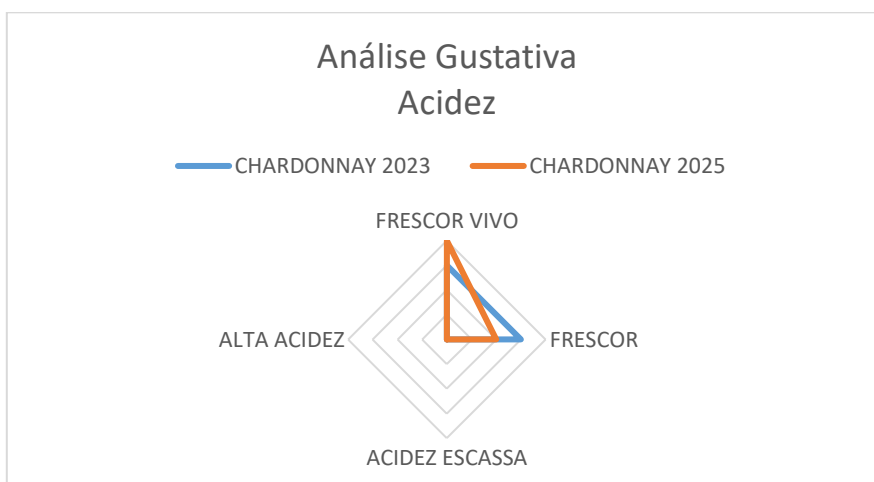 Análise Gustativa
Acidez
CHARDONNAY 2023 CHARDONNAY 2025
FRESCOR VIVO
ALTA ACIDEZ FRESCOR
ACIDEZ ESCASSA